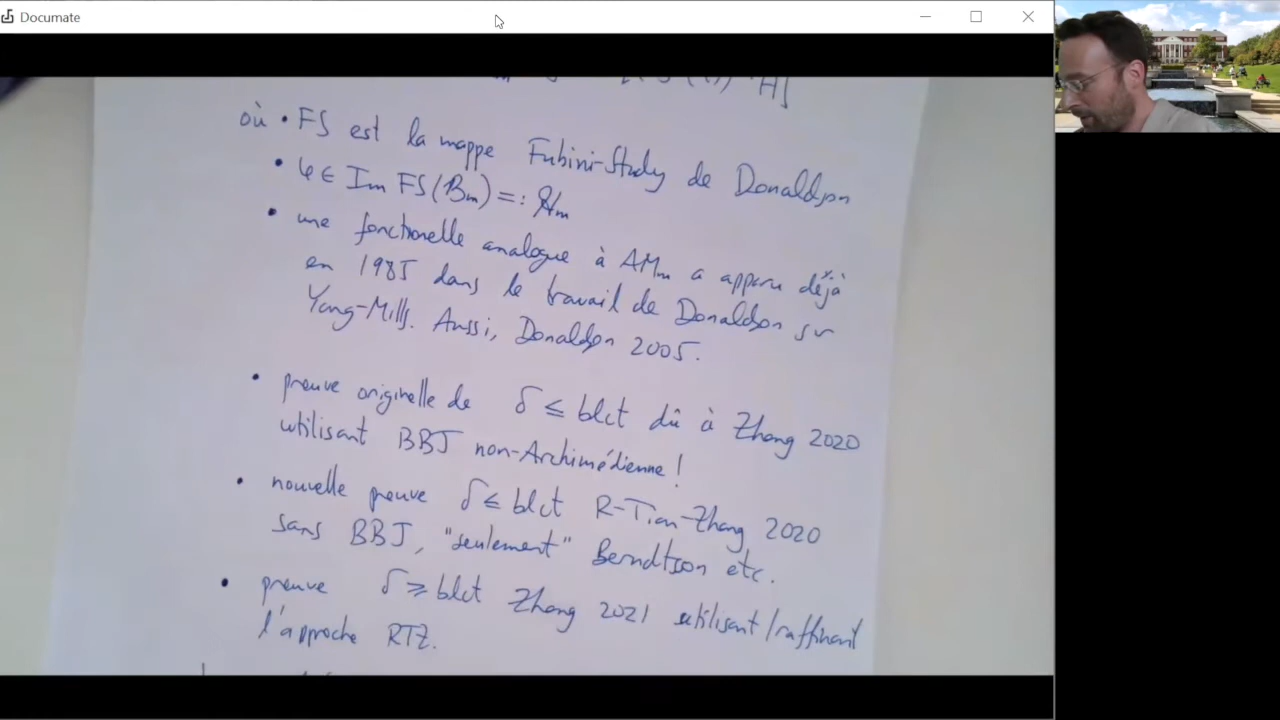 Documate
où • FS est la mappe Fubini-Study de Donaldson
• φ ∈ Im FS(Bₘ) =: Hₘ
• une fonctionelle analogue à AMₘ a apparu déjà
en 1985 dans le travail de Donaldson sur
Yang-Mills. Aussi, Donaldson 2005.
• preuve originelle de δ ≤ blct dû à Zhang 2020
utilisant BBJ non-Archimédienne!
• nouvelle preuve δ ≤ blct R-Tian-Zhang 2020
sans BBJ, "seulement" Berndtsson etc.
• preuve δ ≥ blct Zhang 2021 utilisant/raffinant
l'approche RTZ.